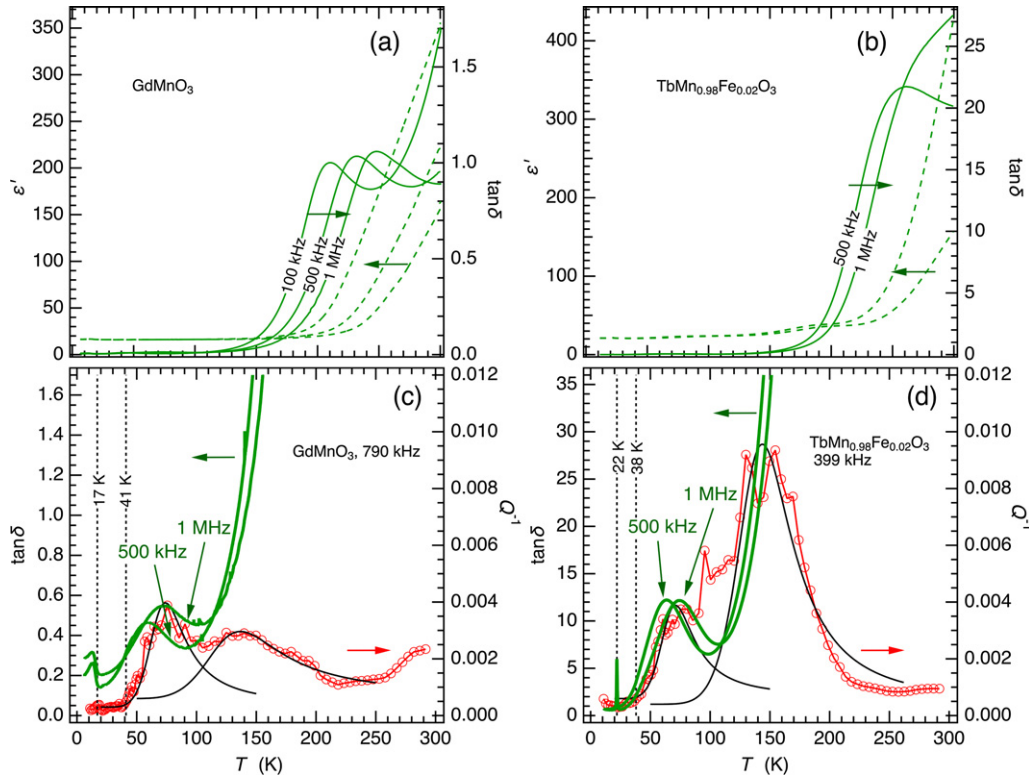 (a)
GdMnO3
350
300
250
200
150
100
50
0
ε′
1.5
1.0
0.5
0.0
tanδ
100 kHz
500 kHz
1 MHz
(b)
TbMn0.98Fe0.02O3
400
300
200
100
0
ε′
25
20
15
10
5
0
tanδ
500 kHz
1 MHz
(c)
GdMnO3, 790 kHz
1.6
1.4
1.2
1.0
0.8
0.6
0.4
0.2
0.0
tanδ
17 K
41 K
500 kHz
1 MHz
0.012
0.010
0.008
0.006
0.004
0.002
0.000
Q-1
0 50 100 150 200 250 300
T (K)
(d)
TbMn0.98Fe0.02O3
399 kHz
35
30
25
20
15
10
5
0
tanδ
22 K
38 K
500 kHz
1 MHz
0.012
0.010
0.008
0.006
0.004
0.002
0.000
Q-1
0 50 100 150 200 250 300
T (K)